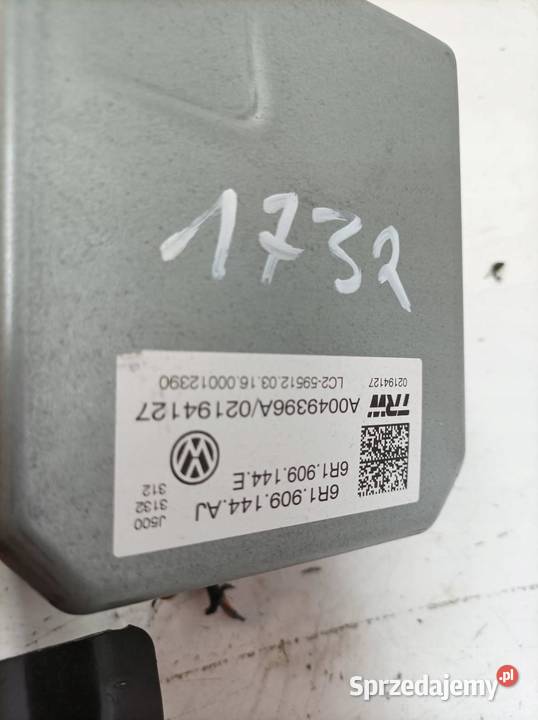 1732
6R1.909.144.AJ
6R1.909.144.E
J500
3132
312
A0049396A/02194127
LC2-59512.03.16.00012390
TRW
02194127
Sprzedajemy.pl